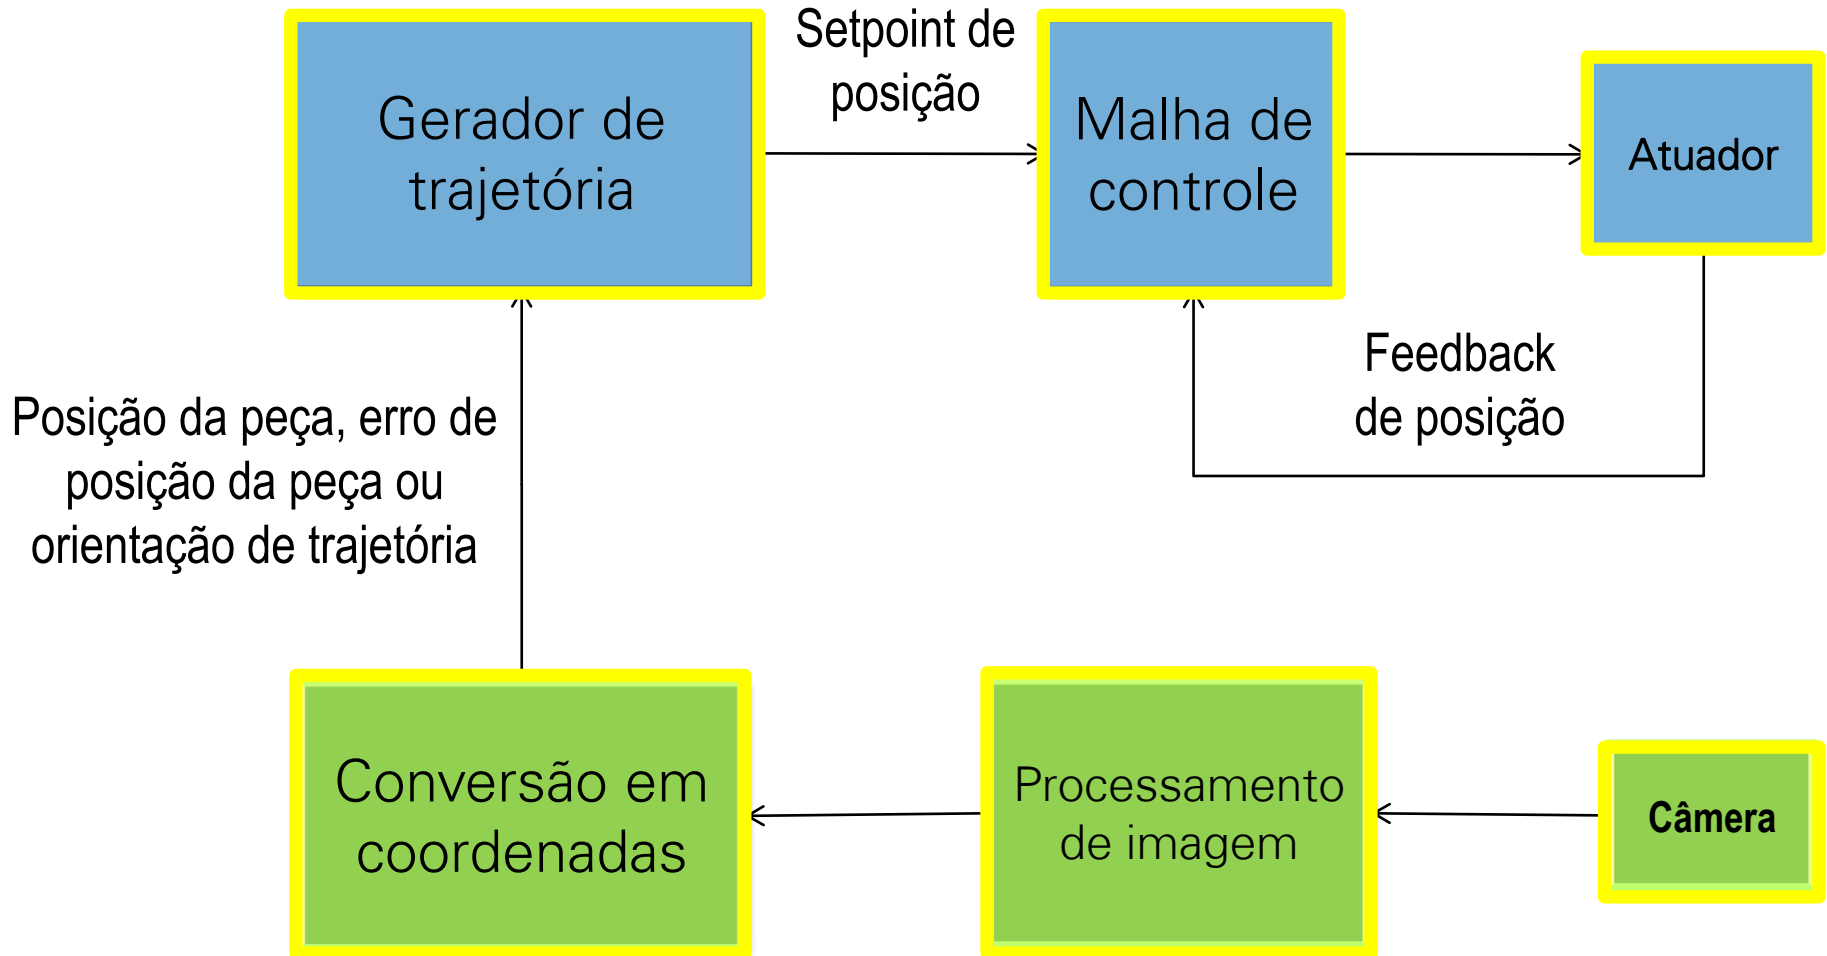 Gerador de
trajetória
Setpoint de
posição
Malha de
controle
Atuador
Feedback
de posição
Posição da peça, erro de
posição da peça ou
orientação de trajetória
Conversão em
coordenadas
Processamento
de imagem
Câmera